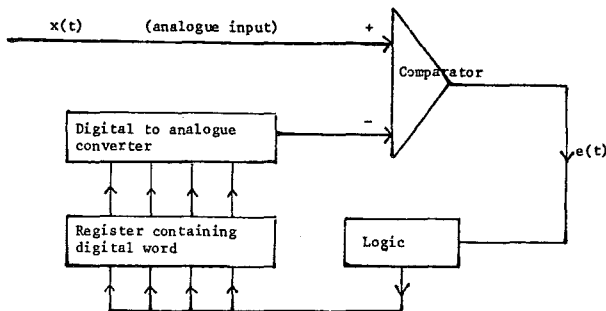 x(t) (analogue input) +
Comparator
Digital to analogue
converter
-
e(t)
Register containing
digital word
Logic